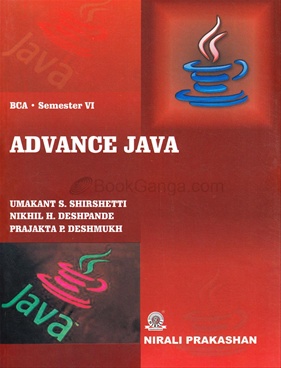 Java
BCA • Semester VI
ADVANCE JAVA
BookGanga.com
UMAKANT S. SHIRSHETTI
NIKHIL H. DESHPANDE
PRAJAKTA P. DESHMUKH
Java
NIRALI PRAKASHAN